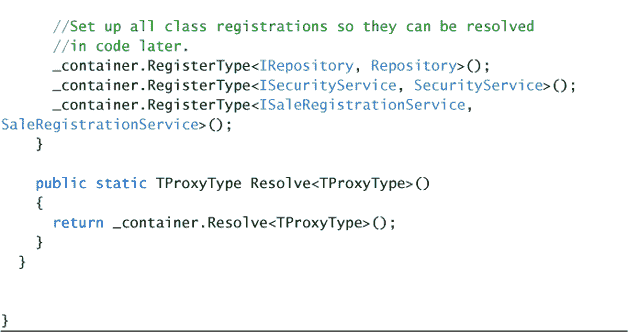 //Set up all class registrations so they can be resolved
//in code later.
_container.RegisterType<IRepository, Repository>();
_container.RegisterType<ISecurityService, SecurityService>();
_container.RegisterType<ISaleRegistrationService,
SaleRegistrationService>();
}
public static TProxyType Resolve<TProxyType>()
{
return _container.Resolve<TProxyType>();
}
}
}